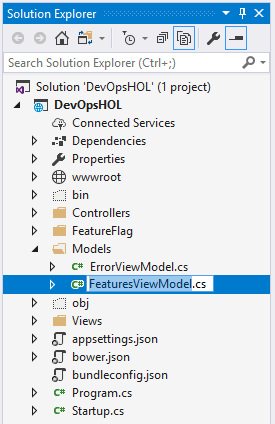 Solution Explorer
Search Solution Explorer (Ctrl+;)
Solution 'DevOpsHOL' (1 project)
DevOpsHOL
Connected Services
Dependencies
Properties
wwwroot
bin
Controllers
FeatureFlag
Models
ErrorViewModel.cs
FeaturesViewModel.cs
obj
Views
appsettings.json
bower.json
bundleconfig.json
Program.cs
Startup.cs